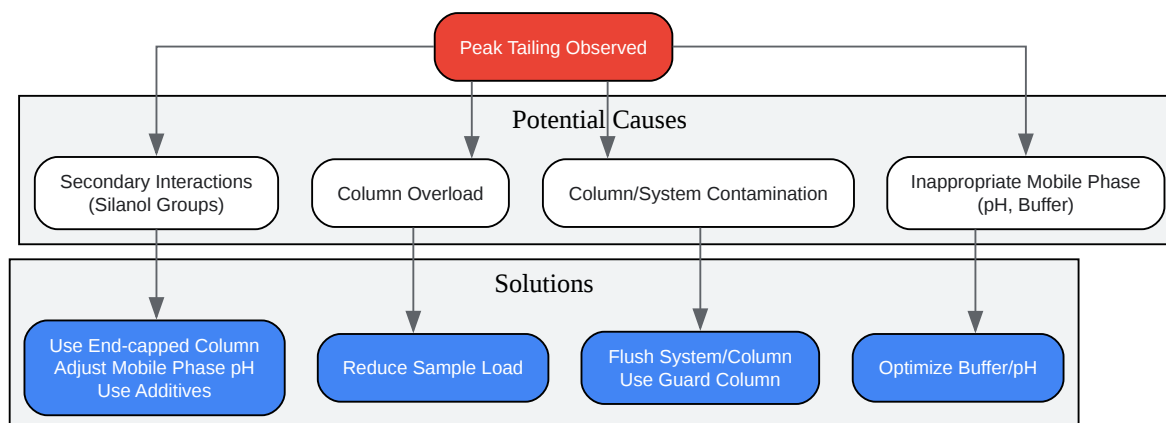 Peak Tailing Observed
Potential Causes
Secondary Interactions
(Silanol Groups)
Column Overload
Column/System Contamination
Inappropriate Mobile Phase
(pH, Buffer)
Solutions
Use End-capped Column
Adjust Mobile Phase pH
Use Additives
Reduce Sample Load
Flush System/Column
Use Guard Column
Optimize Buffer/pH